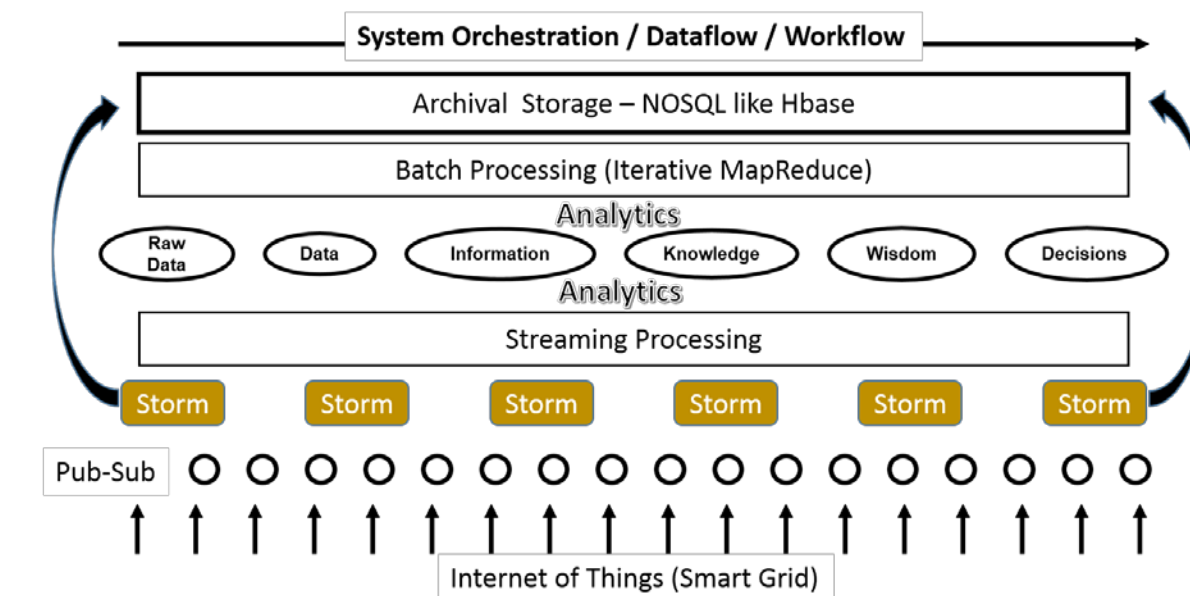 System Orchestration / Dataflow / Workflow
Archival Storage – NOSQL like Hbase
Batch Processing (Iterative MapReduce)
Analytics
Raw
Data
Data
Information
Knowledge
Wisdom
Decisions
Analytics
Streaming Processing
Storm
Storm
Storm
Storm
Storm
Storm
Pub-Sub
Internet of Things (Smart Grid)